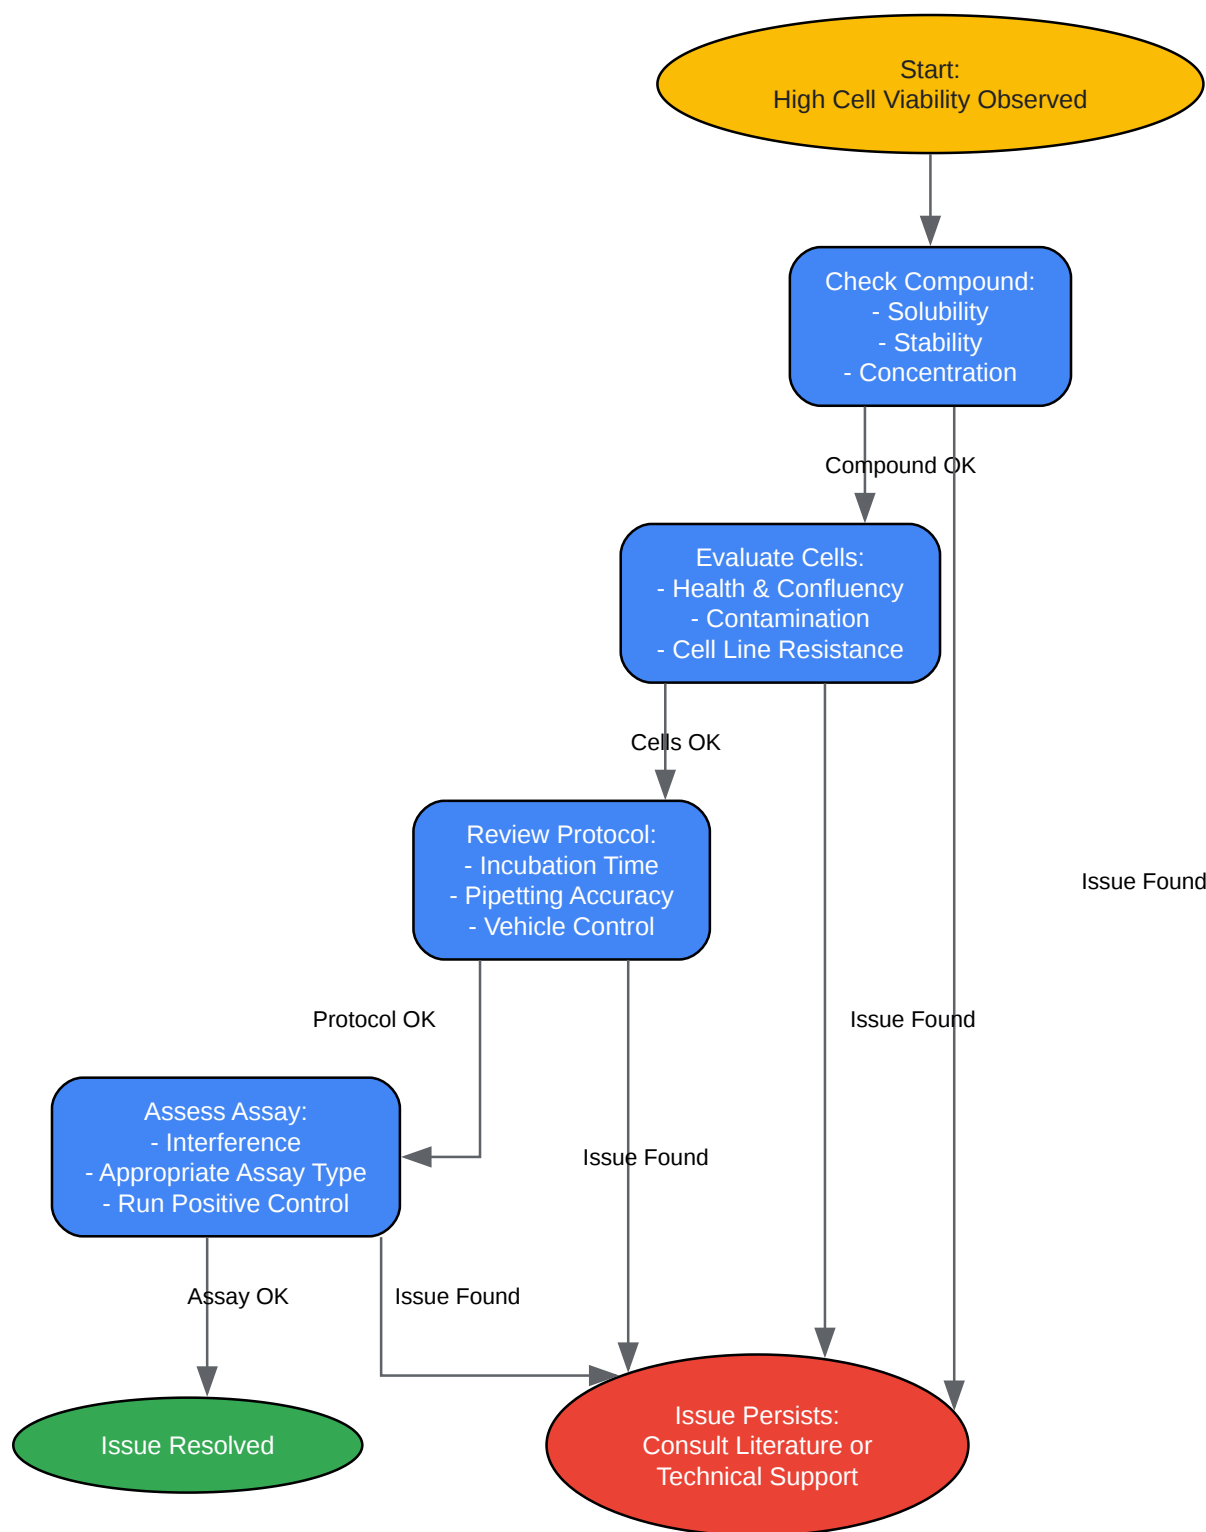 Start:
High Cell Viability Observed
Check Compound:
- Solubility
- Stability
- Concentration
Compound OK
Evaluate Cells:
- Health & Confluency
- Contamination
- Cell Line Resistance
Cells OK
Review Protocol:
- Incubation Time
- Pipetting Accuracy
- Vehicle Control
Issue Found
Protocol OK
Issue Found
Assess Assay:
- Interference
- Appropriate Assay Type
- Run Positive Control
Issue Found
Assay OK
Issue Found
Issue Resolved
Issue Persists:
Consult Literature or
Technical Support